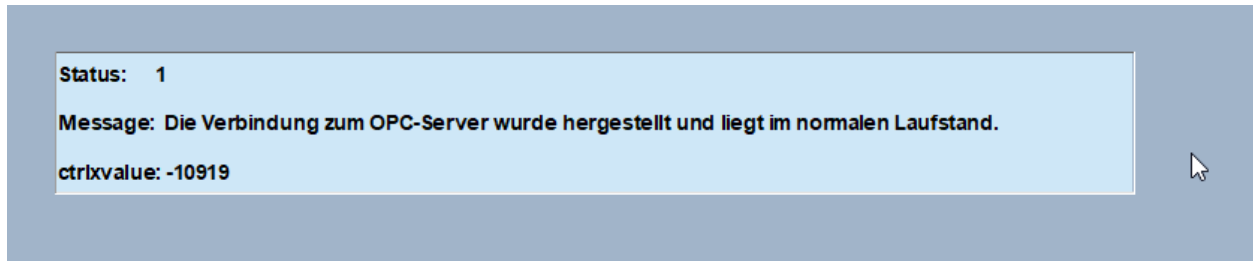 Status: 1
Message: Die Verbindung zum OPC-Server wurde hergestellt und liegt im normalen Laufstand.
ctrlxvalue: -10919